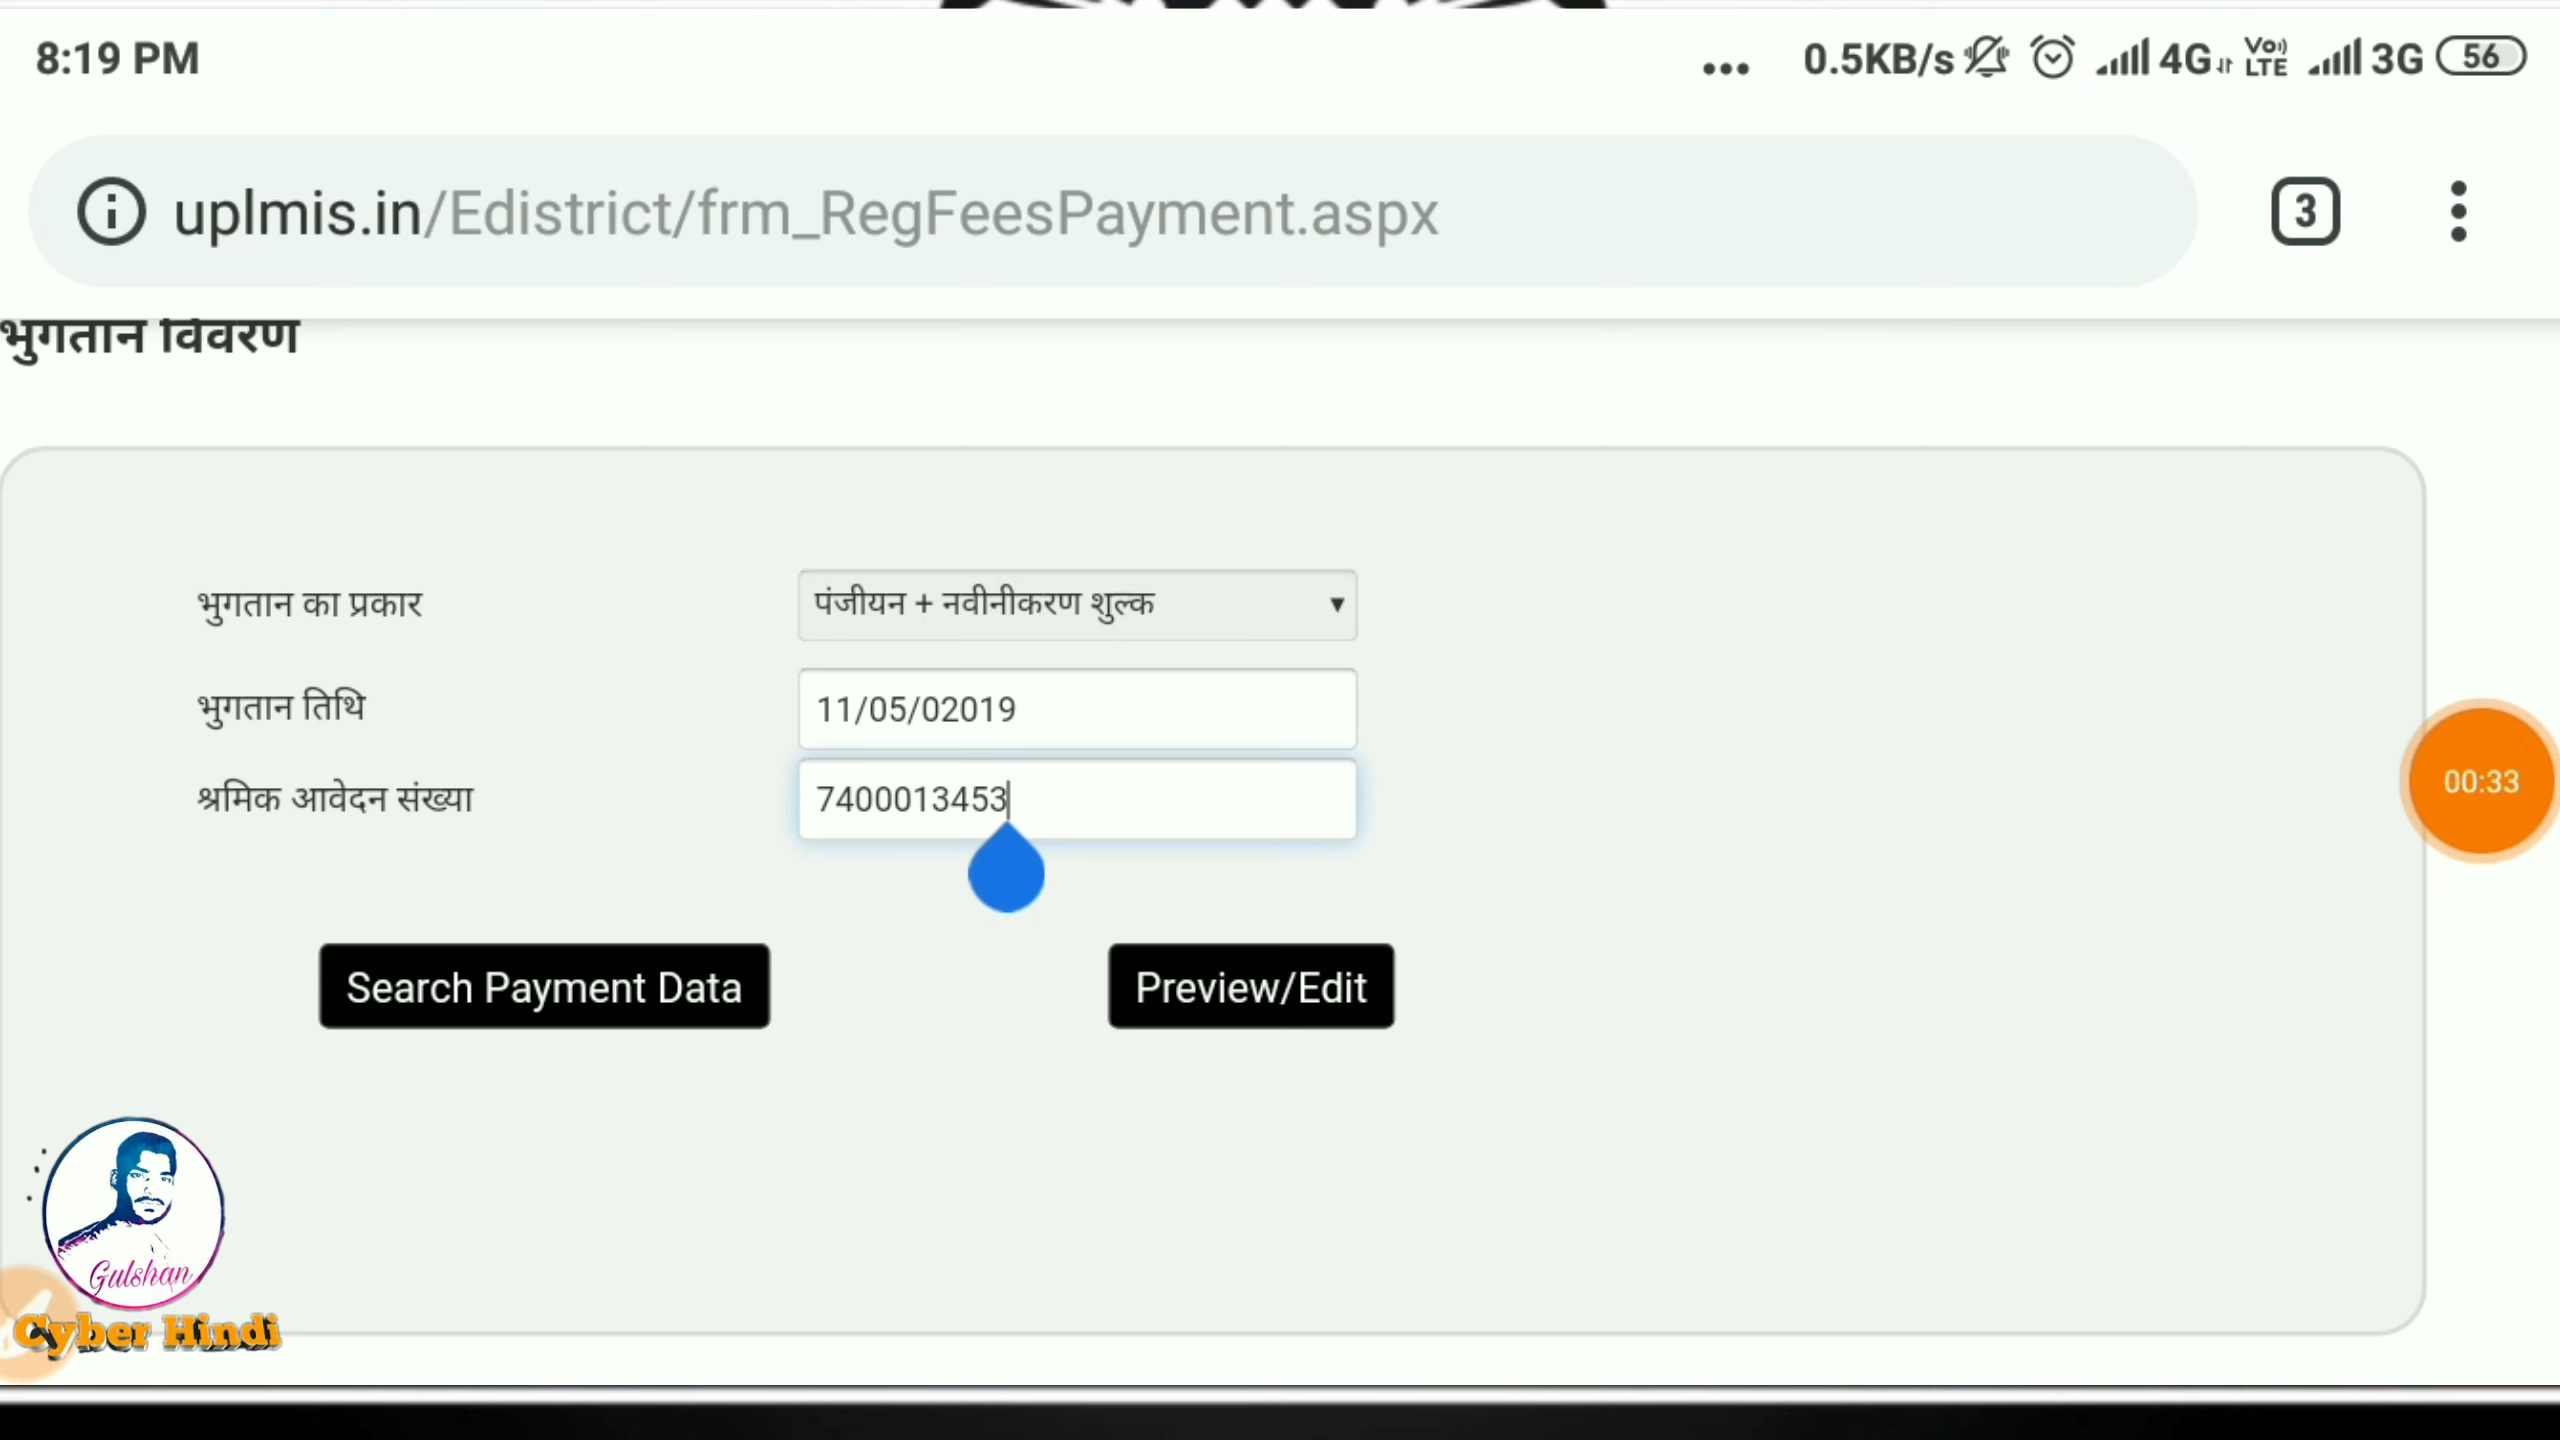 8:19 PM
... 0.5KB/s 4G Vo) LTE 3G 56
uplmis.in/Edistrict/frm_RegFeesPayment.aspx
3
भुगतान विवरण
भुगतान का प्रकार
पंजीयन + नवीनीकरण शुल्क
भुगतान तिथि
11/05/02019
श्रमिक आवेदन संख्या
7400013453
00:33
Search Payment Data
Preview/Edit
Gulshan
Cyber Hindi